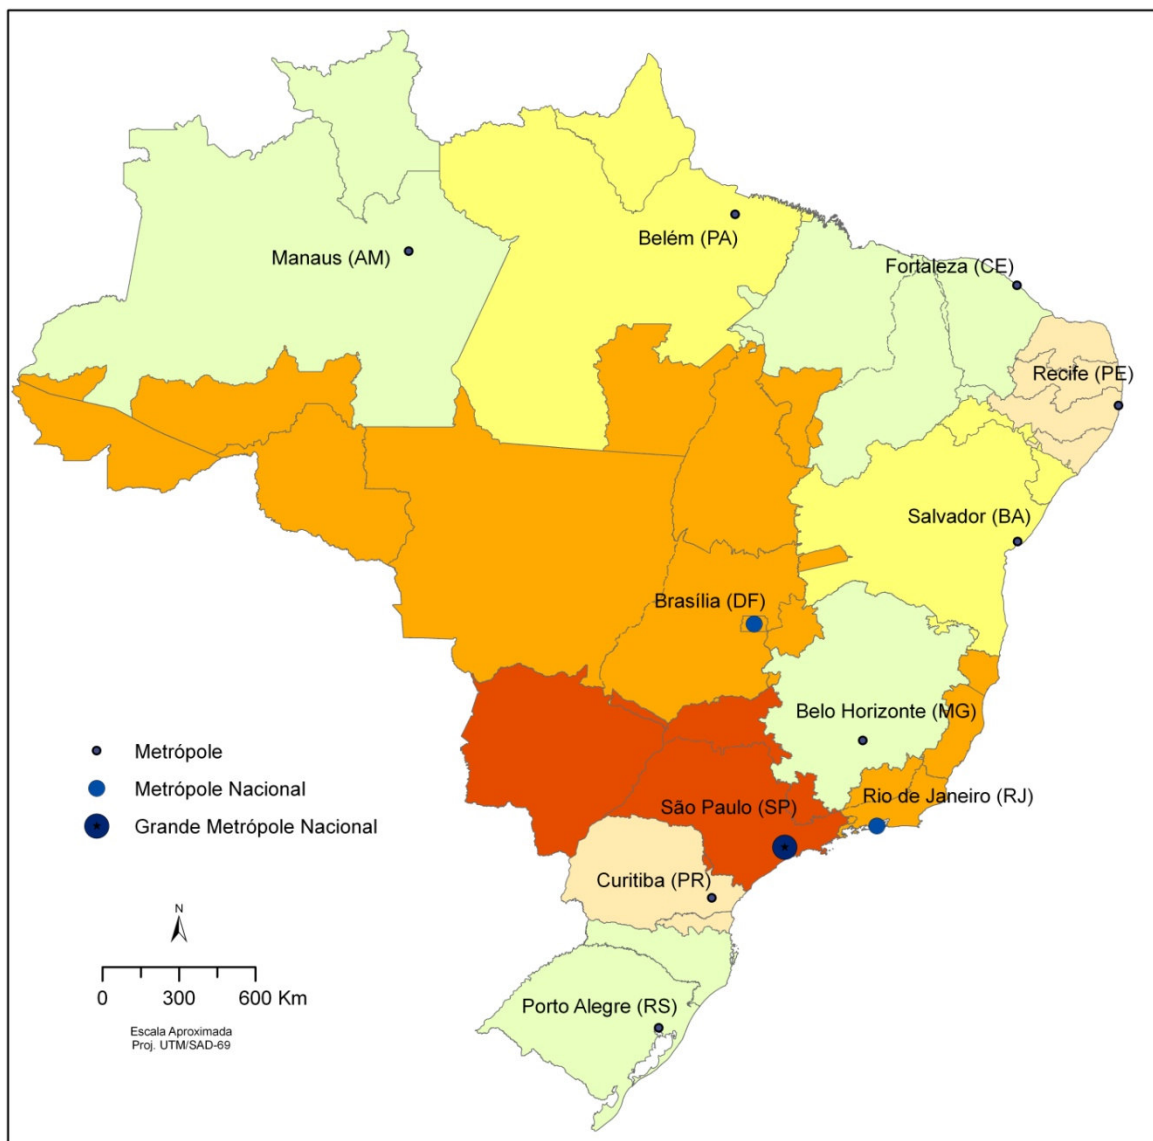 Manaus (AM)
Belém (PA)
Fortaleza (CE)
Recife (PE)
Salvador (BA)
Brasília (DF)
Belo Horizonte (MG)
São Paulo (SP)
Rio de Janeiro (RJ)
Curitiba (PR)
Porto Alegre (RS)
Metrópole
Metrópole Nacional
Grande Metrópole Nacional
N
0 300 600 Km
Escala Aproximada
Proj. UTM/SAD-69